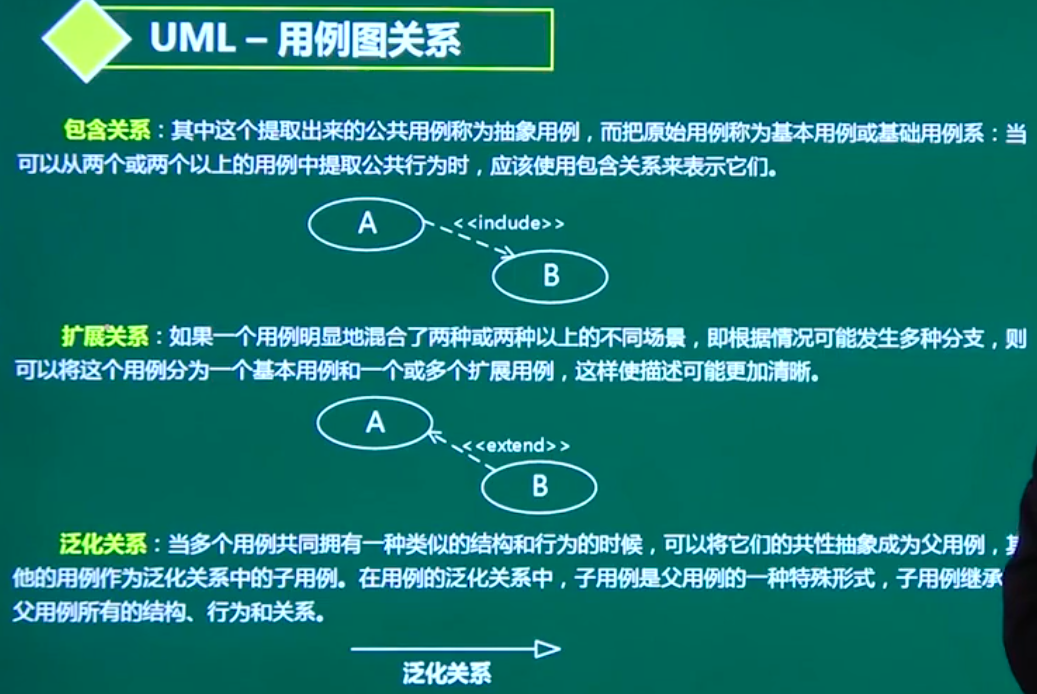 UML – 用例图关系
包含关系：其中这个提取出来的公共用例称为抽象用例，而把原始用例称为基本用例或基础用例系：当
可以从两个或两个以上的用例中提取公共行为时，应该使用包含关系来表示它们。
A
<<include>>
B
扩展关系：如果一个用例明显地混合了两种或两种以上的不同场景，即根据情况可能发生多种分支，则
可以将这个用例分为一个基本用例和一个或多个扩展用例，这样使描述可能更加清晰。
A
<<extend>>
B
泛化关系：当多个用例共同拥有一种类似的结构和行为的时候，可以将它们的共性抽象成为父用例，其
他的用例作为泛化关系中的子用例。在用例的泛化关系中，子用例是父用例的一种特殊形式，子用例继承
父用例所有的结构、行为和关系。
泛化关系